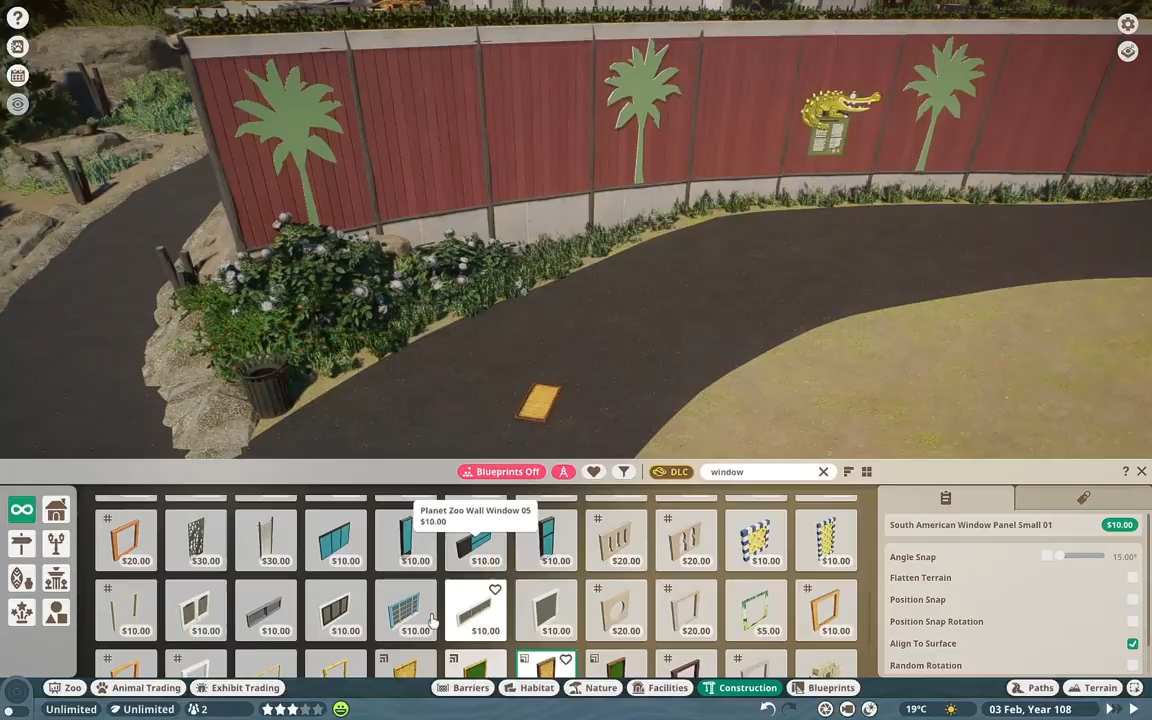 ?
Blueprints Off
DLC
window
?
Planet Zoo Wall Window 05
$10.00
South American Window Panel Small 01
$10.00
$20.00
$30.00
$30.00
$10.00
$10.00
$10.00
$10.00
$20.00
$20.00
$10.00
$10.00
Angle Snap
15.00°
Flatten Terrain
Position Snap
Position Snap Rotation
Align To Surface
Random Rotation
$10.00
$10.00
$10.00
$10.00
$10.00
$10.00
$10.00
$20.00
$20.00
$5.00
$10.00
Zoo
Animal Trading
Exhibit Trading
Barriers
Habitat
Nature
Facilities
Construction
Blueprints
Paths
Terrain
Unlimited
Unlimited
2
19°C
03 Feb, Year 108